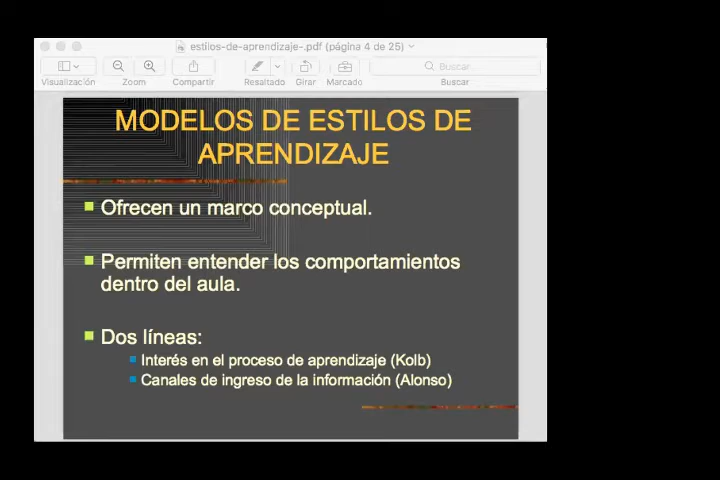 estilos-de-aprendizaje-.pdf (página 4 de 25)
Buscar
Visualización Zoom Compartir Resaltado Girar Marcado Buscar
MODELOS DE ESTILOS DE
APRENDIZAJE
Ofrecen un marco conceptual.
Permiten entender los comportamientos
dentro del aula.
Dos líneas:
Interés en el proceso de aprendizaje (Kolb)
Canales de ingreso de la información (Alonso)